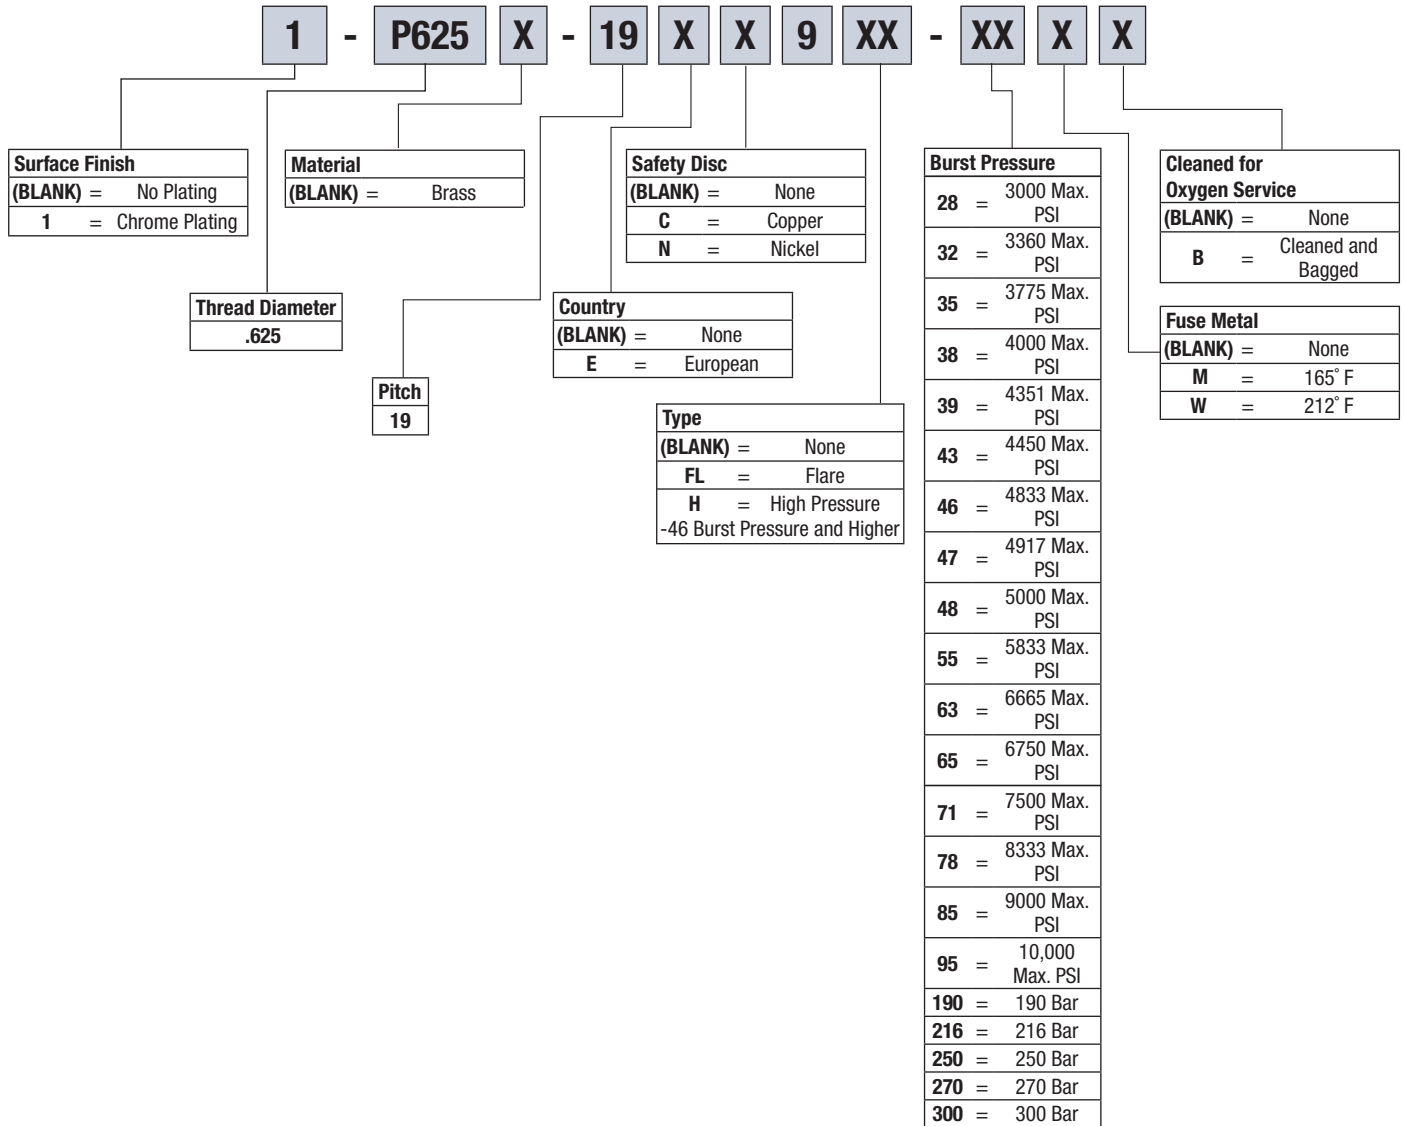 1 - P625 X - 19 X X 9 XX - XX X X
Surface Finish
(BLANK) = No Plating
1 = Chrome Plating
Thread Diameter
.625
Material
(BLANK) = Brass
Pitch
19
Country
(BLANK) = None
E = European
Safety Disc
(BLANK) = None
C = Copper
N = Nickel
Type
(BLANK) = None
FL = Flare
H = High Pressure
-46 Burst Pressure and Higher
Burst Pressure
28 = 3000 Max.
PSI
32 = 3360 Max.
PSI
35 = 3775 Max.
PSI
38 = 4000 Max.
PSI
39 = 4351 Max.
PSI
43 = 4450 Max.
PSI
46 = 4833 Max.
PSI
47 = 4917 Max.
PSI
48 = 5000 Max.
PSI
55 = 5833 Max.
PSI
63 = 6665 Max.
PSI
65 = 6750 Max.
PSI
71 = 7500 Max.
PSI
78 = 8333 Max.
PSI
85 = 9000 Max.
PSI
95 = 10,000
Max. PSI
190 = 190 Bar
216 = 216 Bar
250 = 250 Bar
270 = 270 Bar
300 = 300 Bar
Cleaned for
Oxygen Service
(BLANK) = None
B = Cleaned and
Bagged
Fuse Metal
(BLANK) = None
M = 165° F
W = 212° F